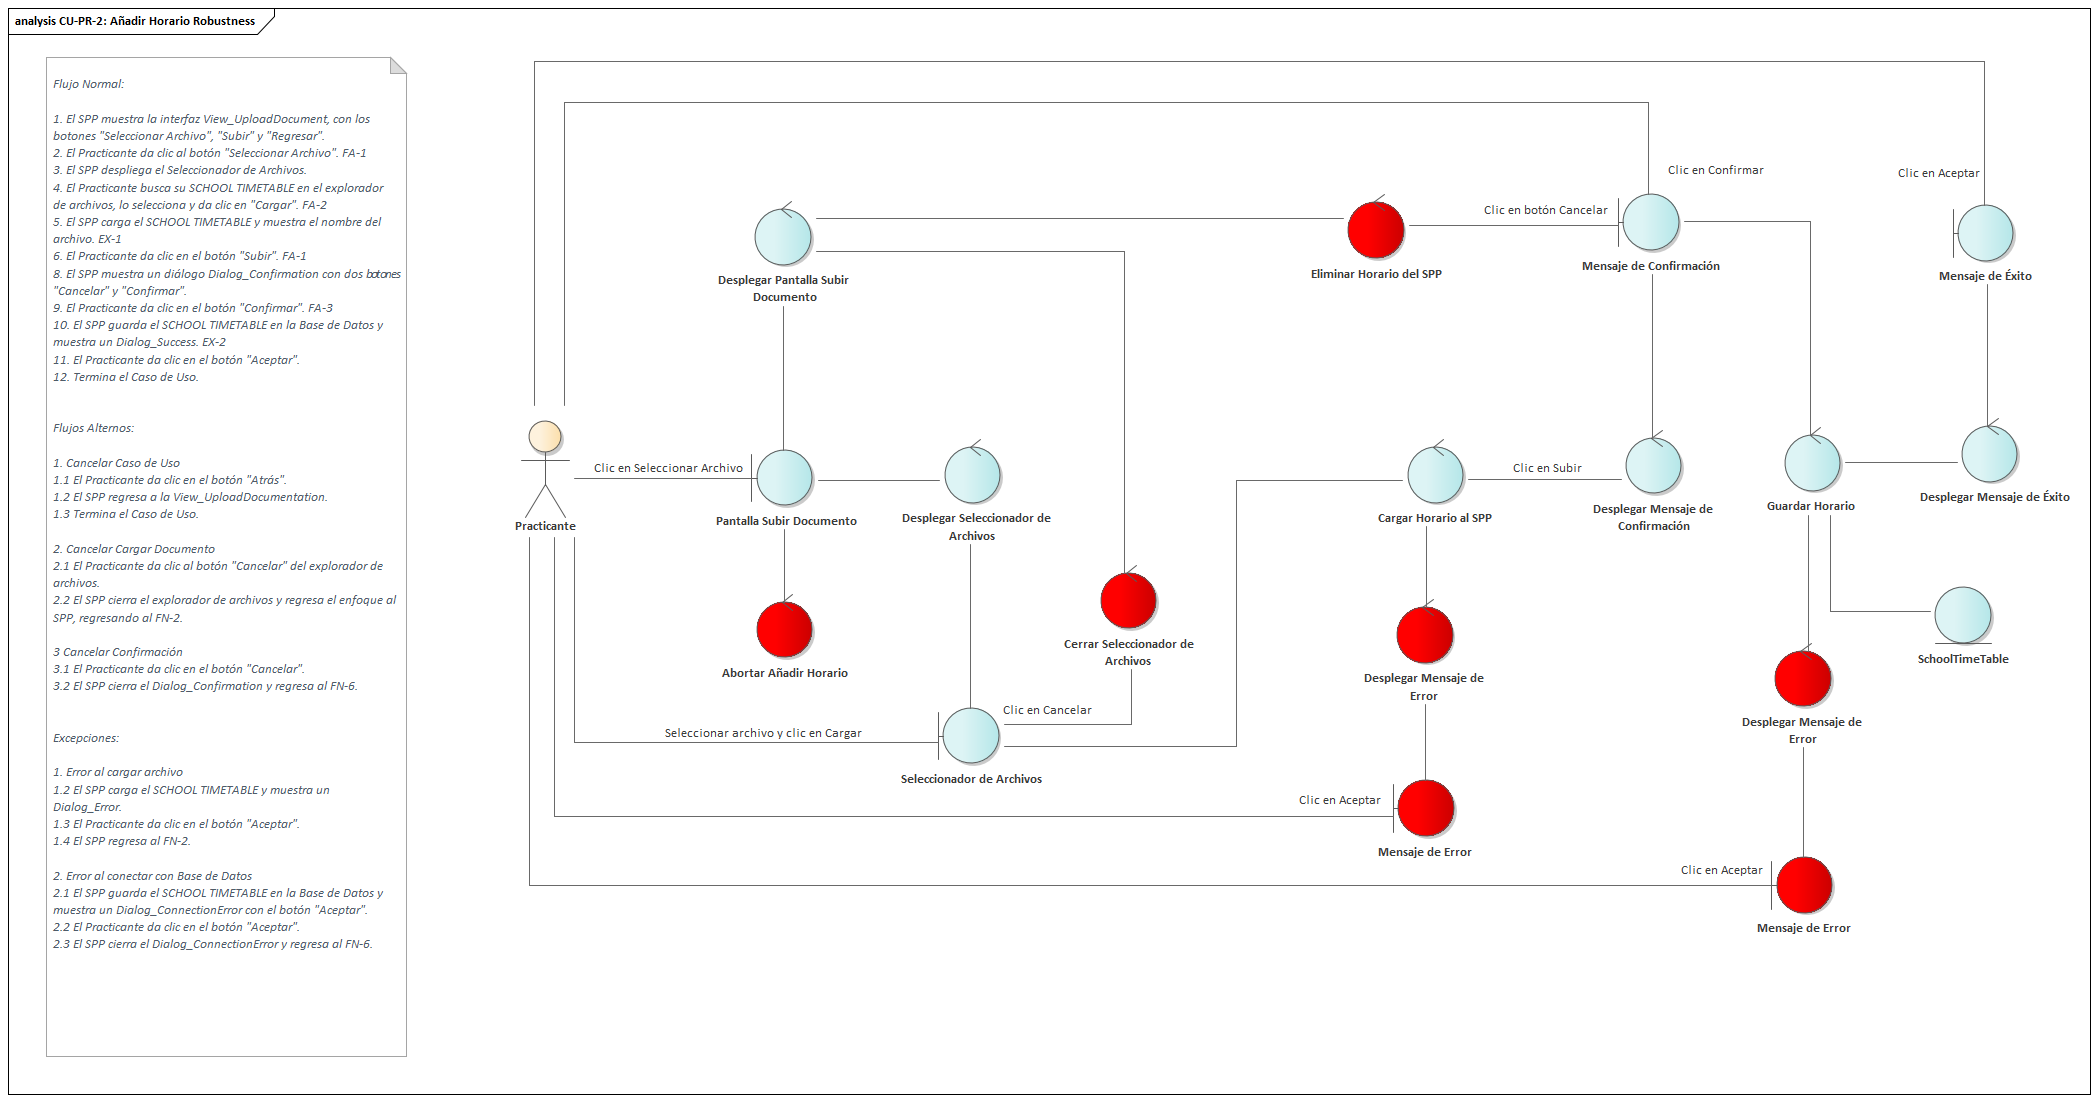 analysis CU-PR-2: Añadir Horario Robustness
Flujo Normal:
1. El SPP muestra la interfaz View_UploadDocument, con los
botones "Seleccionar Archivo", "Subir" y "Regresar".
2. El Practicante da clic al botón "Seleccionar Archivo". FA-1
3. El SPP despliega el Seleccionador de Archivos.
4. El Practicante busca su SCHOOL TIMETABLE en el explorador
de archivos, lo selecciona y da clic en "Cargar". FA-2
5. El SPP carga el SCHOOL TIMETABLE y muestra el nombre del
archivo. EX-1
6. El Practicante da clic en el botón "Subir". FA-1
8. El SPP muestra un diálogo Dialog_Confirmation con dos botones
"Cancelar" y "Confirmar".
9. El Practicante da clic en el botón "Confirmar". FA-3
10. El SPP guarda el SCHOOL TIMETABLE en la Base de Datos y
muestra un Dialog_Success. EX-2
11. El Practicante da clic en el botón "Aceptar".
12. Termina el Caso de Uso.
Flujos Alternos:
1. Cancelar Caso de Uso
1.1 El Practicante da clic en el botón "Atrás".
1.2 El SPP regresa a la View_UploadDocumentation.
1.3 Termina el Caso de Uso.
2. Cancelar Cargar Documento
2.1 El Practicante da clic al botón "Cancelar" del explorador de
archivos.
2.2 El SPP cierra el explorador de archivos y regresa el enfoque al
SPP, regresando al FN-2.
3 Cancelar Confirmación
3.1 El Practicante da clic en el botón "Cancelar".
3.2 El SPP cierra el Dialog_Confirmation y regresa al FN-6.
Excepciones:
1. Error al cargar archivo
1.2 El SPP carga el SCHOOL TIMETABLE y muestra un
Dialog_Error.
1.3 El Practicante da clic en el botón "Aceptar".
1.4 El SPP regresa al FN-2.
2. Error al conectar con Base de Datos
2.1 El SPP guarda el SCHOOL TIMETABLE en la Base de Datos y
muestra un Dialog_ConnectionError con el botón "Aceptar".
2.2 El Practicante da clic en el botón "Aceptar".
2.3 El SPP cierra el Dialog_ConnectionError y regresa al FN-6.
Clic en Confirmar
Clic en Aceptar
Clic en botón Cancelar
Desplegar Pantalla Subir
Documento
Eliminar Horario del SPP
Mensaje de Confirmación
Mensaje de Éxito
Practicante
Clic en Seleccionar Archivo
Pantalla Subir Documento
Desplegar Seleccionador de
Archivos
Cargar Horario al SPP
Clic en Subir
Desplegar Mensaje de
Confirmación
Guardar Horario
Desplegar Mensaje de Éxito
Abortar Añadir Horario
Cerrar Seleccionador de
Archivos
Desplegar Mensaje de
Error
SchoolTimeTable
Desplegar Mensaje de
Error
Clic en Cancelar
Seleccionar archivo y clic en Cargar
Seleccionador de Archivos
Clic en Aceptar
Mensaje de Error
Clic en Aceptar
Mensaje de Error